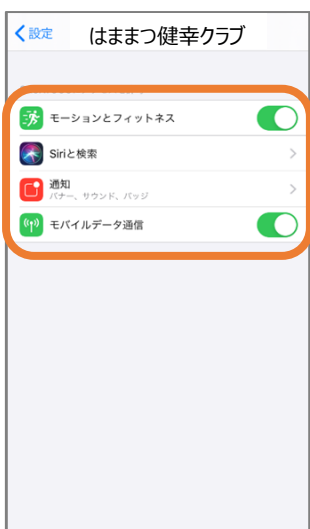 設定
はままつ健幸クラブ
モーションとフィットネス
Siriと検索
通知
バナー、サウンド、バッジ
モバイルデータ通信